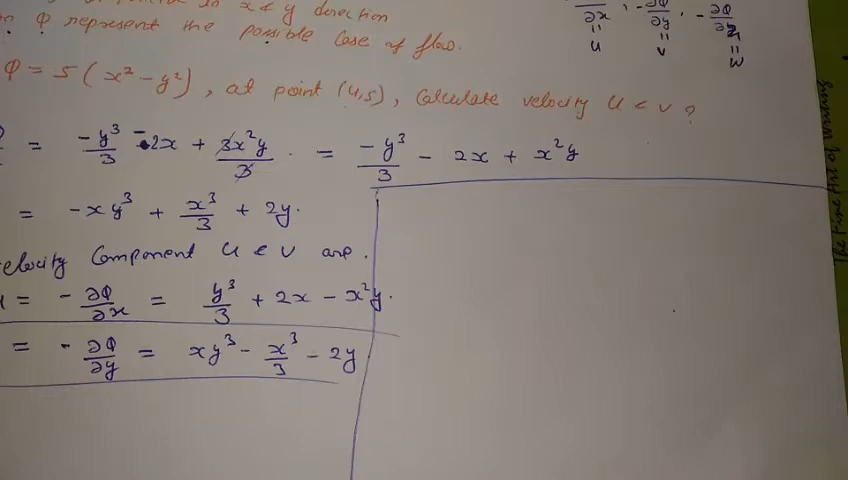 in x & y direction
φ represent the possible case of flow.
φ = 5 ( x² - y² ) , at point (4,5) , Calculate velocity u & v ?
= -y³/3 - 2x + 3x²y/3 . = -y³/3 - 2x + x²y
= -xy³ + x³/3 + 2y.
velocity Component u & v are .
u = - ∂φ/∂x = y³/3 + 2x - x²y.
= - ∂φ/∂y = xy³ - x³/3 - 2y
∂x , - ∂φ/∂y , - ∂φ/∂z
= = =
u v w
The Fine Art of Writing